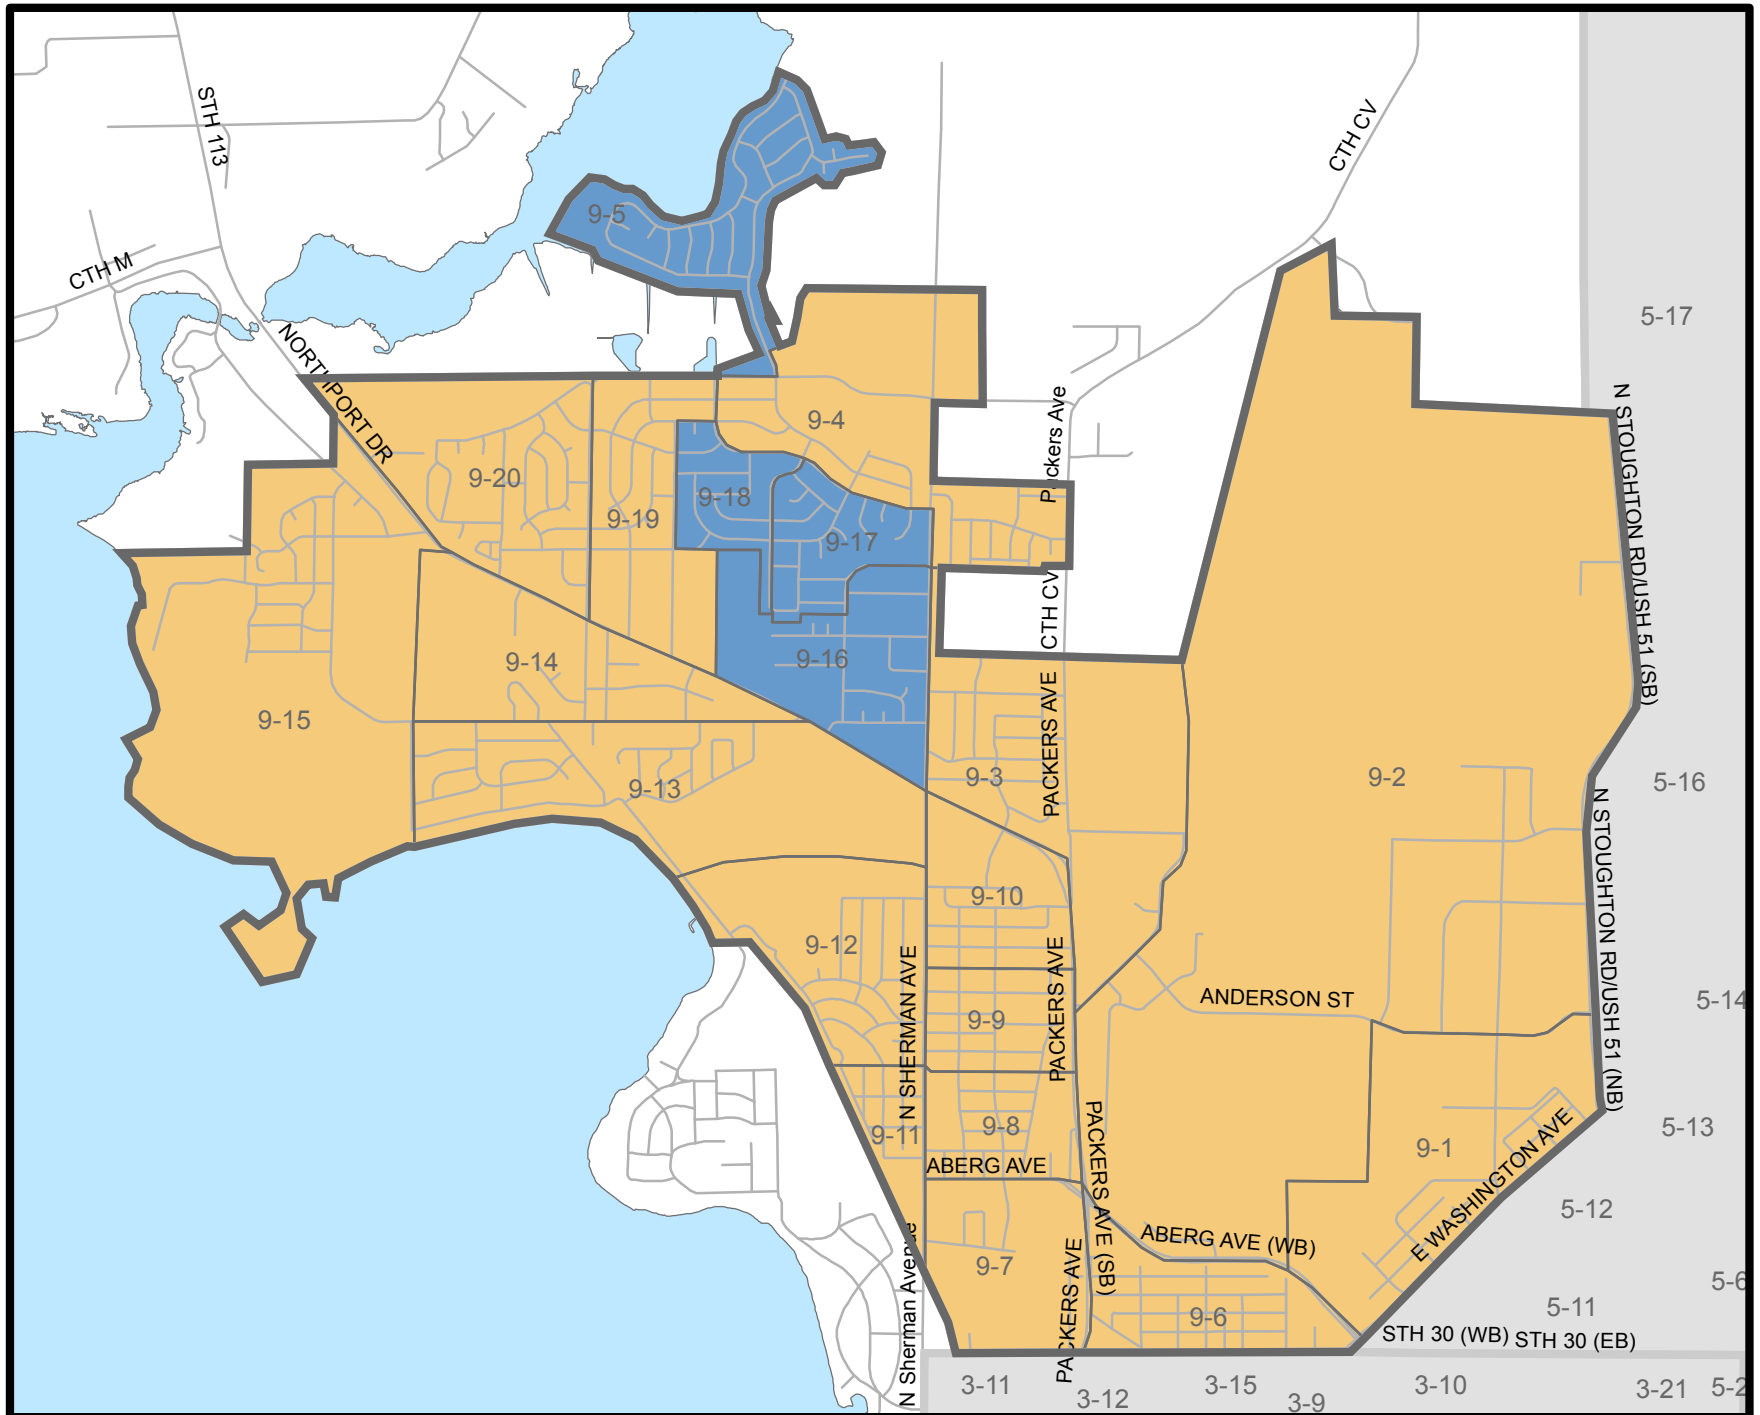 STH 113
CTH CV
CTH M
9-5
5-17
NORTHPORT DR
9-4
Packers Ave
N STOUGHTON RD/USH 51 (SB)
9-20
9-18
9-19
9-17
CTH CV
9-14
9-16
9-15
PACKERS AVE
9-3
9-2
5-16
9-13
N STOUGHTON RD/USH 51 (NB)
9-10
9-12
N SHERMAN AVE
PACKERS AVE
ANDERSON ST
5-14
9-9
9-8
9-11
5-13
9-1
E WASHINGTON AVE
ABERG AVE
PACKERS AVE (SB)
5-12
ABERG AVE (WB)
N Sherman Avenue
9-7
PACKERS AVE
5-6
5-11
9-6
STH 30 (WB)
STH 30 (EB)
3-11
3-12
3-15
3-9
3-10
3-21
5-2